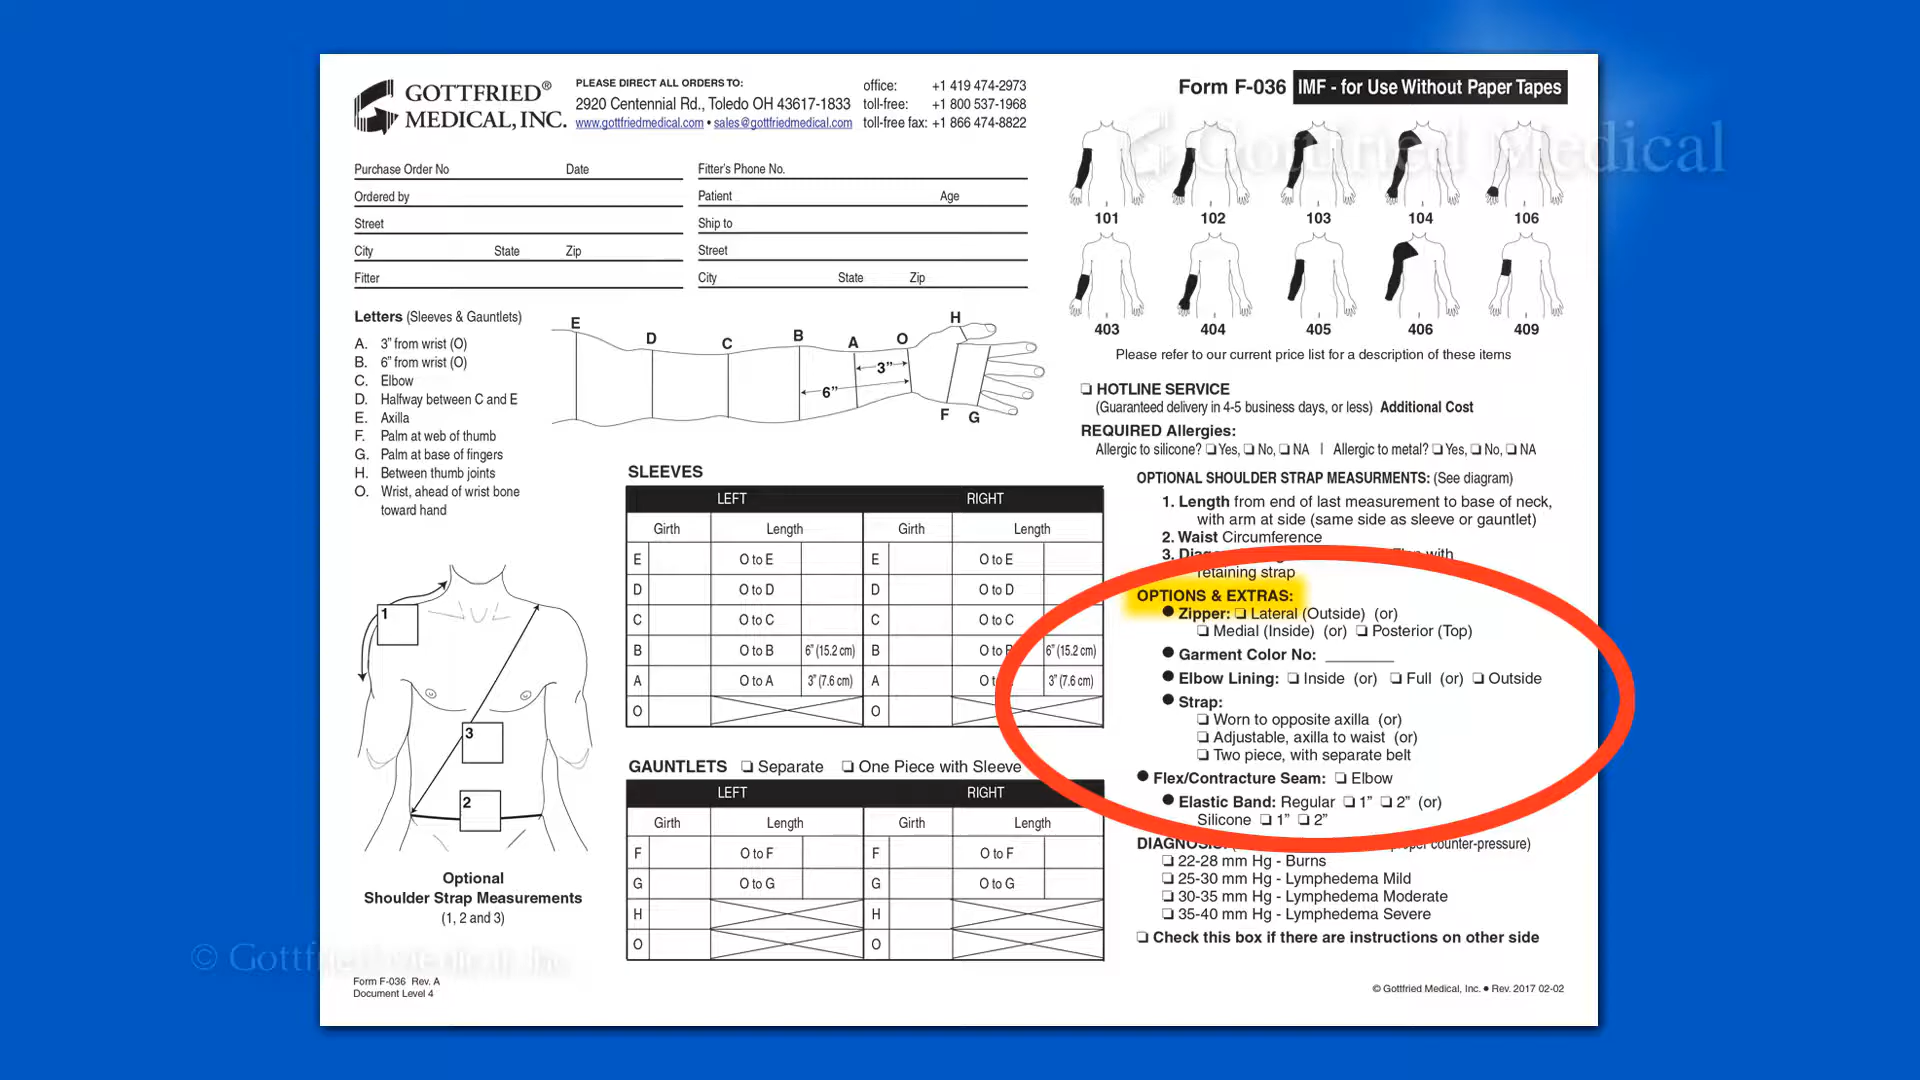 GOTTFRIED®
MEDICAL, INC.
PLEASE DIRECT ALL ORDERS TO:
2920 Centennial Rd., Toledo OH 43617-1833
www.gottfriedmedical.com • sales@gottfriedmedical.com
office: +1 419 474-2973
toll-free: +1 800 537-1968
toll-free fax: +1 866 474-8822
Form F-036 IMF - for Use Without Paper Tapes
Gottfried Medical
Purchase Order No Date
Ordered by
Street
City State Zip
Fitter
Fitter's Phone No.
Patient Age
Ship to
Street
City State Zip
101 102 103 104 106
403 404 405 406 409
Please refer to our current price list for a description of these items
Letters (Sleeves & Gauntlets)
A. 3" from wrist (O)
B. 6" from wrist (O)
C. Elbow
D. Halfway between C and E
E. Axilla
F. Palm at web of thumb
G. Palm at base of fingers
H. Between thumb joints
O. Wrist, ahead of wrist bone
toward hand
E D C B A O H
3"
6"
F G
❏ HOTLINE SERVICE
(Guaranteed delivery in 4-5 business days, or less) Additional Cost
REQUIRED Allergies:
Allergic to silicone? ❏ Yes, ❏ No, ❏ NA | Allergic to metal? ❏ Yes, ❏ No, ❏ NA
OPTIONAL SHOULDER STRAP MEASURMENTS: (See diagram)
1. Length from end of last measurement to base of neck,
with arm at side (same side as sleeve or gauntlet)
2. Waist Circumference
3. with
retaining strap
OPTIONS & EXTRAS:
● Zipper: ❏ Lateral (Outside) (or)
❏ Medial (Inside) (or) ❏ Posterior (Top)
● Garment Color No: ________
● Elbow Lining: ❏ Inside (or) ❏ Full (or) ❏ Outside
● Strap:
❏ Worn to opposite axilla (or)
❏ Adjustable, axilla to waist (or)
❏ Two piece, with separate belt
● Flex/Contracture Seam: ❏ Elbow
● Elastic Band: Regular ❏ 1" ❏ 2" (or)
Silicone ❏ 1" ❏ 2"
DIAGNOSIS: counter-pressure)
❏ 22-28 mm Hg - Burns
❏ 25-30 mm Hg - Lymphedema Mild
❏ 30-35 mm Hg - Lymphedema Moderate
❏ 35-40 mm Hg - Lymphedema Severe
❏ Check this box if there are instructions on other side
SLEEVES
LEFT RIGHT
Girth Length Girth Length
E O to E E O to E
D O to D D O to D
C O to C C O to C
B O to B 6" (15.2 cm) B O to 6" (15.2 cm)
A O to A 3" (7.6 cm) A O to 3" (7.6 cm)
O O
GAUNTLETS ❏ Separate ❏ One Piece with Sleeve
LEFT RIGHT
Girth Length Girth Length
F O to F F O to F
G O to G G O to G
H H
O O
1
3
2
Optional
Shoulder Strap Measurements
(1, 2 and 3)
© Gottfried Medical, Inc.
Form F-036 Rev. A
Document Level 4
© Gottfried Medical, Inc. ● Rev. 2017 02-02